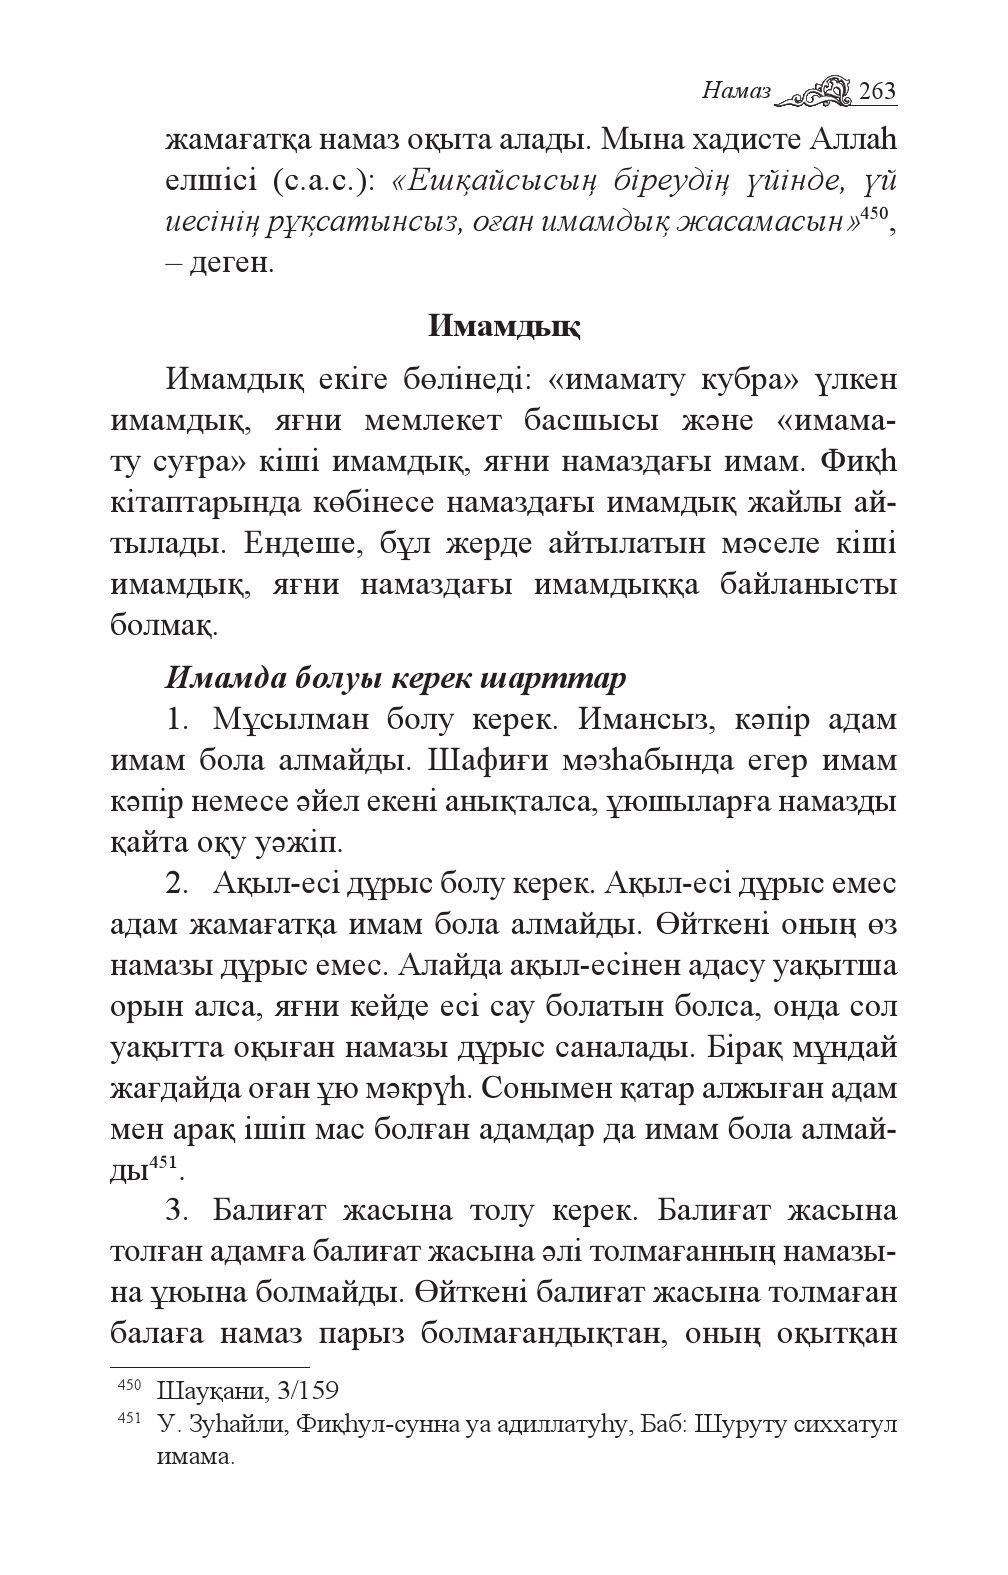 Намаз 263
жамағатқа намаз оқыта алады. Мына хадисте Аллаһ
елшісі (с.а.с.): «Ешқайсысың біреудің үйінде, үй
иесінің рұқсатынсыз, оған имамдық жасамасын»450,
– деген.
Имамдық
Имамдық екіге бөлінеді: «имамату кубра» үлкен
имамдық, яғни мемлекет басшысы және «имама-
ту суғра» кіші имамдық, яғни намаздағы имам. Фиқһ
кітаптарында көбінесе намаздағы имамдық жайлы ай-
тылады. Ендеше, бұл жерде айтылатын мәселе кіші
имамдық, яғни намаздағы имамдыққа байланысты
болмақ.
Имамда болуы керек шарттар
1. Мұсылман болу керек. Имансыз, кәпір адам
имам бола алмайды. Шафиғи мәзһабында егер имам
кәпір немесе әйел екені анықталса, ұюшыларға намазды
қайта оқу уәжіп.
2. Ақыл-есі дұрыс болу керек. Ақыл-есі дұрыс емес
адам жамағатқа имам бола алмайды. Өйткені оның өз
намазы дұрыс емес. Алайда ақыл-есінен адасу уақытша
орын алса, яғни кейде есі сау болатын болса, онда сол
уақытта оқыған намазы дұрыс саналады. Бірақ мұндай
жағдайда оған ұю мәкрүһ. Сонымен қатар алжыған адам
мен арақ ішіп мас болған адамдар да имам бола алмай-
ды451.
3. Балиғат жасына толу керек. Балиғат жасына
толған адамға балиғат жасына әлі толмағанның намазы-
на ұюына болмайды. Өйткені балиғат жасына толмаған
балаға намаз парыз болмағандықтан, оның оқытқан
450 Шауқани, 3/159
451 У. Зуһайли, Фиқһул-сунна уа адиллатуһу, Баб: Шуруту сиххатул
имама.